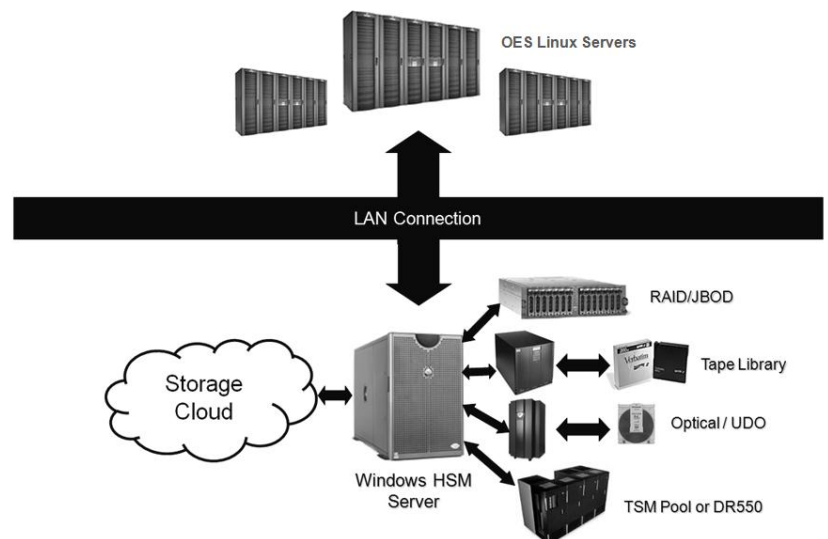 OES Linux Servers
LAN Connection
RAID/JBOD
Verbatim
Tape Library
Storage
Cloud
Optical / UDO
Windows HSM
Server
TSM Pool or DR550